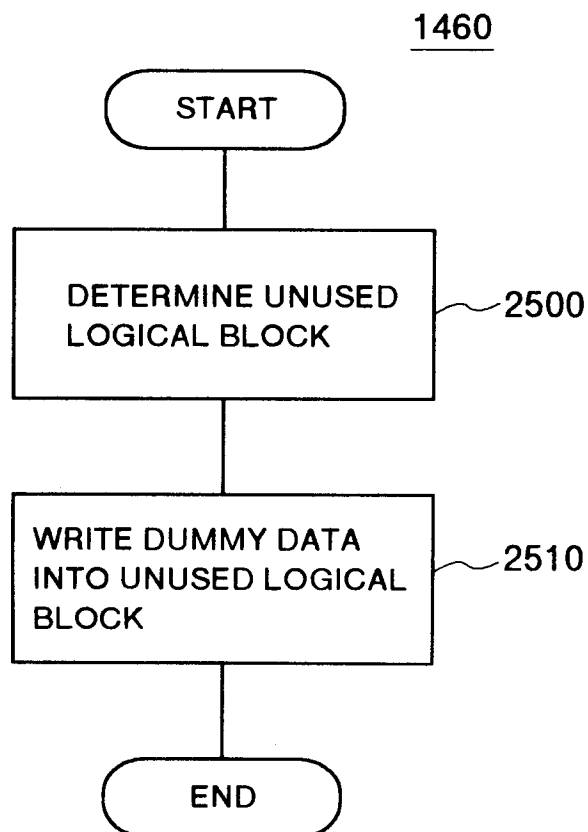 1460
START
DETERMINE UNUSED
LOGICAL BLOCK
2500
WRITE DUMMY DATA
INTO UNUSED LOGICAL
BLOCK
2510
END